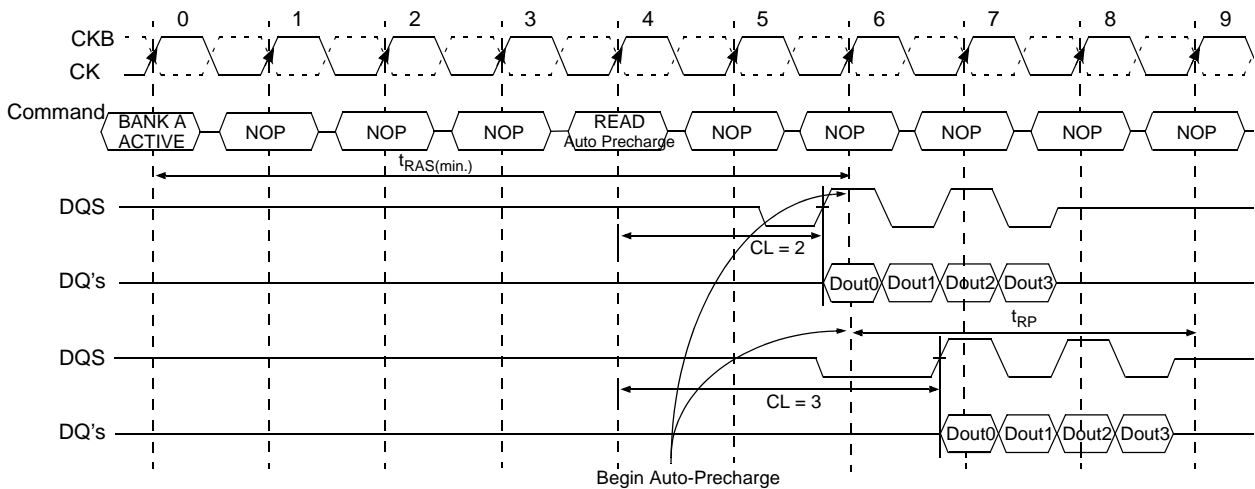 0 1 2 3 4 5 6 7 8 9
CKB
CK
Command
BANK A
ACTIVE
NOP
NOP
NOP
READ
Auto Precharge
NOP
NOP
NOP
NOP
NOP
tRAS(min.)
DQS
CL = 2
DQ's
Dout0 Dout1 Dout2 Dout3
tRP
DQS
CL = 3
DQ's
Dout0 Dout1 Dout2 Dout3
Begin Auto-Precharge